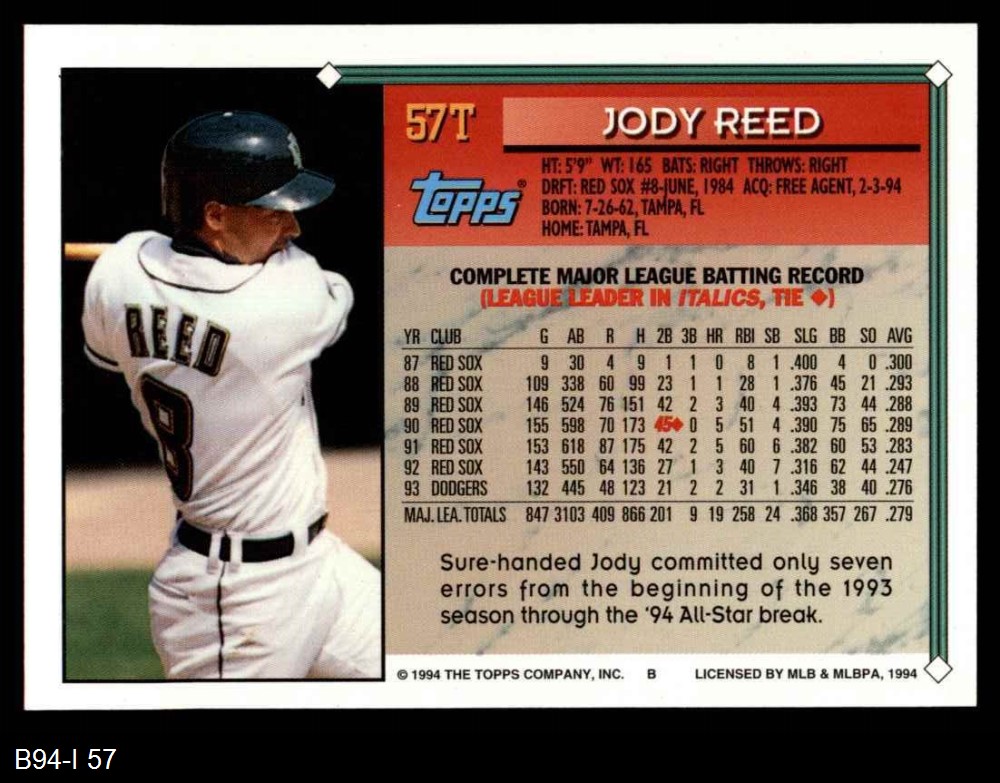 57T JODY REED
topps®
HT: 5'9" WT: 165 BATS: RIGHT THROWS: RIGHT
DRFT: RED SOX #8-JUNE, 1984 ACQ: FREE AGENT, 2-3-94
BORN: 7-26-62, TAMPA, FL
HOME: TAMPA, FL
REED
8
COMPLETE MAJOR LEAGUE BATTING RECORD
(LEAGUE LEADER IN ITALICS, TIE ◆)
YR CLUB G AB R H 2B 3B HR RBI SB SLG BB SO AVG
87 RED SOX 9 30 4 9 1 1 0 8 1 .400 4 0 .300
88 RED SOX 109 338 60 99 23 1 1 28 1 .376 45 21 .293
89 RED SOX 146 524 76 151 42 2 3 40 4 .393 73 44 .288
90 RED SOX 155 598 70 173 45◆ 0 5 51 4 .390 75 65 .289
91 RED SOX 153 618 87 175 42 2 5 60 6 .382 60 53 .283
92 RED SOX 143 550 64 136 27 1 3 40 7 .316 62 44 .247
93 DODGERS 132 445 48 123 21 2 2 31 1 .346 38 40 .276
MAJ. LEA. TOTALS 847 3103 409 866 201 9 19 258 24 .368 357 267 .279
Sure-handed Jody committed only seven
errors from the beginning of the 1993
season through the '94 All-Star break.
© 1994 THE TOPPS COMPANY, INC. B LICENSED BY MLB & MLBPA, 1994
B94-I 57